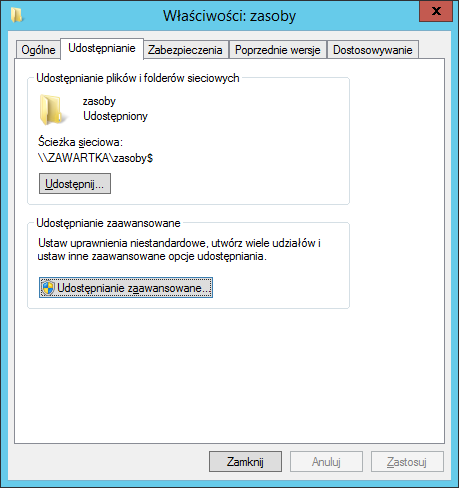 Właściwości: zasoby
x
Ogólne Udostępnianie Zabezpieczenia Poprzednie wersje Dostosowywanie
Udostępnianie plików i folderów sieciowych
zasoby
Udostępniony
Ścieżka sieciowa:
\\ZAWARTKA\zasoby$
Udostępnij...
Udostępnianie zaawansowane
Ustaw uprawnienia niestandardowe, utwórz wiele udziałów i
ustaw inne zaawansowane opcje udostępniania.
Udostępnianie zaawansowane...
Zamknij Anuluj Zastosuj